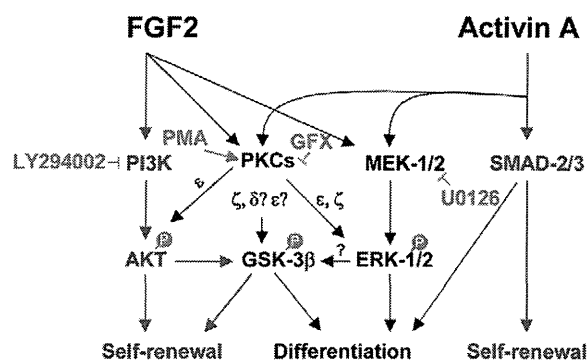 FGF2 Activin A
PMA GFX
LY294002 PI3K PKCs MEK-1/2 SMAD-2/3
ε ζ, δ? ε? ε, ζ U0126
P P P
AKT GSK-3β ? ERK-1/2
Self-renewal Differentiation Self-renewal